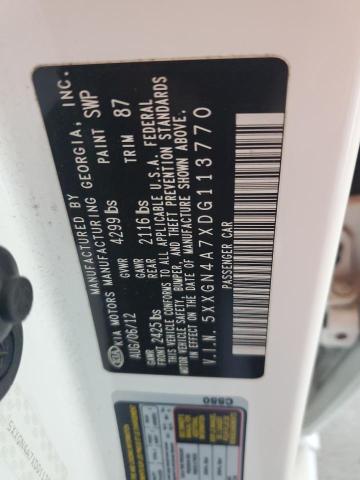 MANUFACTURED BY
KIA MOTORS MANUFACTURING GEORGIA, INC.
AUG/06/12 GVWR 4299 lbs PAINT SWP
TRIM 87
GAWR FRONT 2425 lbs GAWR REAR 2116 lbs
THIS VEHICLE CONFORMS TO ALL APPLICABLE U.S.A. FEDERAL
MOTOR VEHICLE SAFETY, BUMPER, AND THEFT PREVENTION STANDARDS
IN EFFECT ON THE DATE OF MANUFACTURE SHOWN ABOVE.
V.I.N. 5XXGN4A7XDG113770
PASSENGER CAR
C550